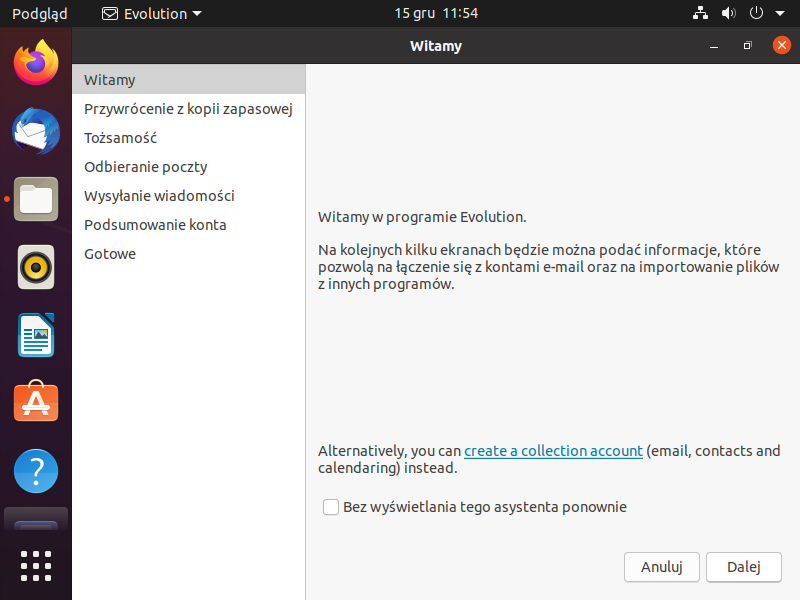 Podgląd
Evolution
15 gru 11:54
Witamy
Witamy
Przywrócenie z kopii zapasowej
Tożsamość
Odbieranie poczty
Wysyłanie wiadomości
Podsumowanie konta
Gotowe
Witamy w programie Evolution.
Na kolejnych kilku ekranach będzie można podać informacje, które
pozwolą na łączenie się z kontami e-mail oraz na importowanie plików
z innych programów.
Alternatively, you can create a collection account (email, contacts and
calendaring) instead.
Bez wyświetlania tego asystenta ponownie
Anuluj
Dalej